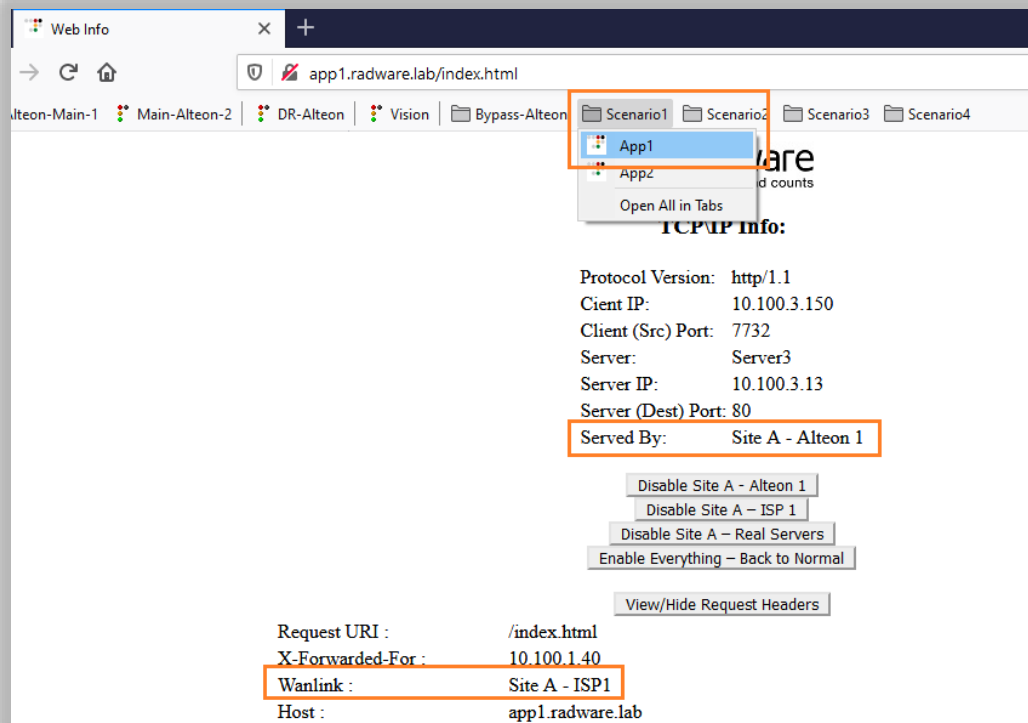 Web Info
app1.radware.lab/index.html
lteon-Main-1 Main-Alteon-2 DR-Alteon Vision Bypass-Alteon Scenario1 Scenario2 Scenario3 Scenario4
App1
App2
Open All in Tabs
ware
d counts
TCP\IP Info:
Protocol Version: http/1.1
Cient IP: 10.100.3.150
Client (Src) Port: 7732
Server: Server3
Server IP: 10.100.3.13
Server (Dest) Port: 80
Served By: Site A - Alteon 1
Disable Site A - Alteon 1
Disable Site A – ISP 1
Disable Site A – Real Servers
Enable Everything – Back to Normal
View/Hide Request Headers
Request URI : /index.html
X-Forwarded-For : 10.100.1.40
Wanlink : Site A - ISP1
Host : app1.radware.lab